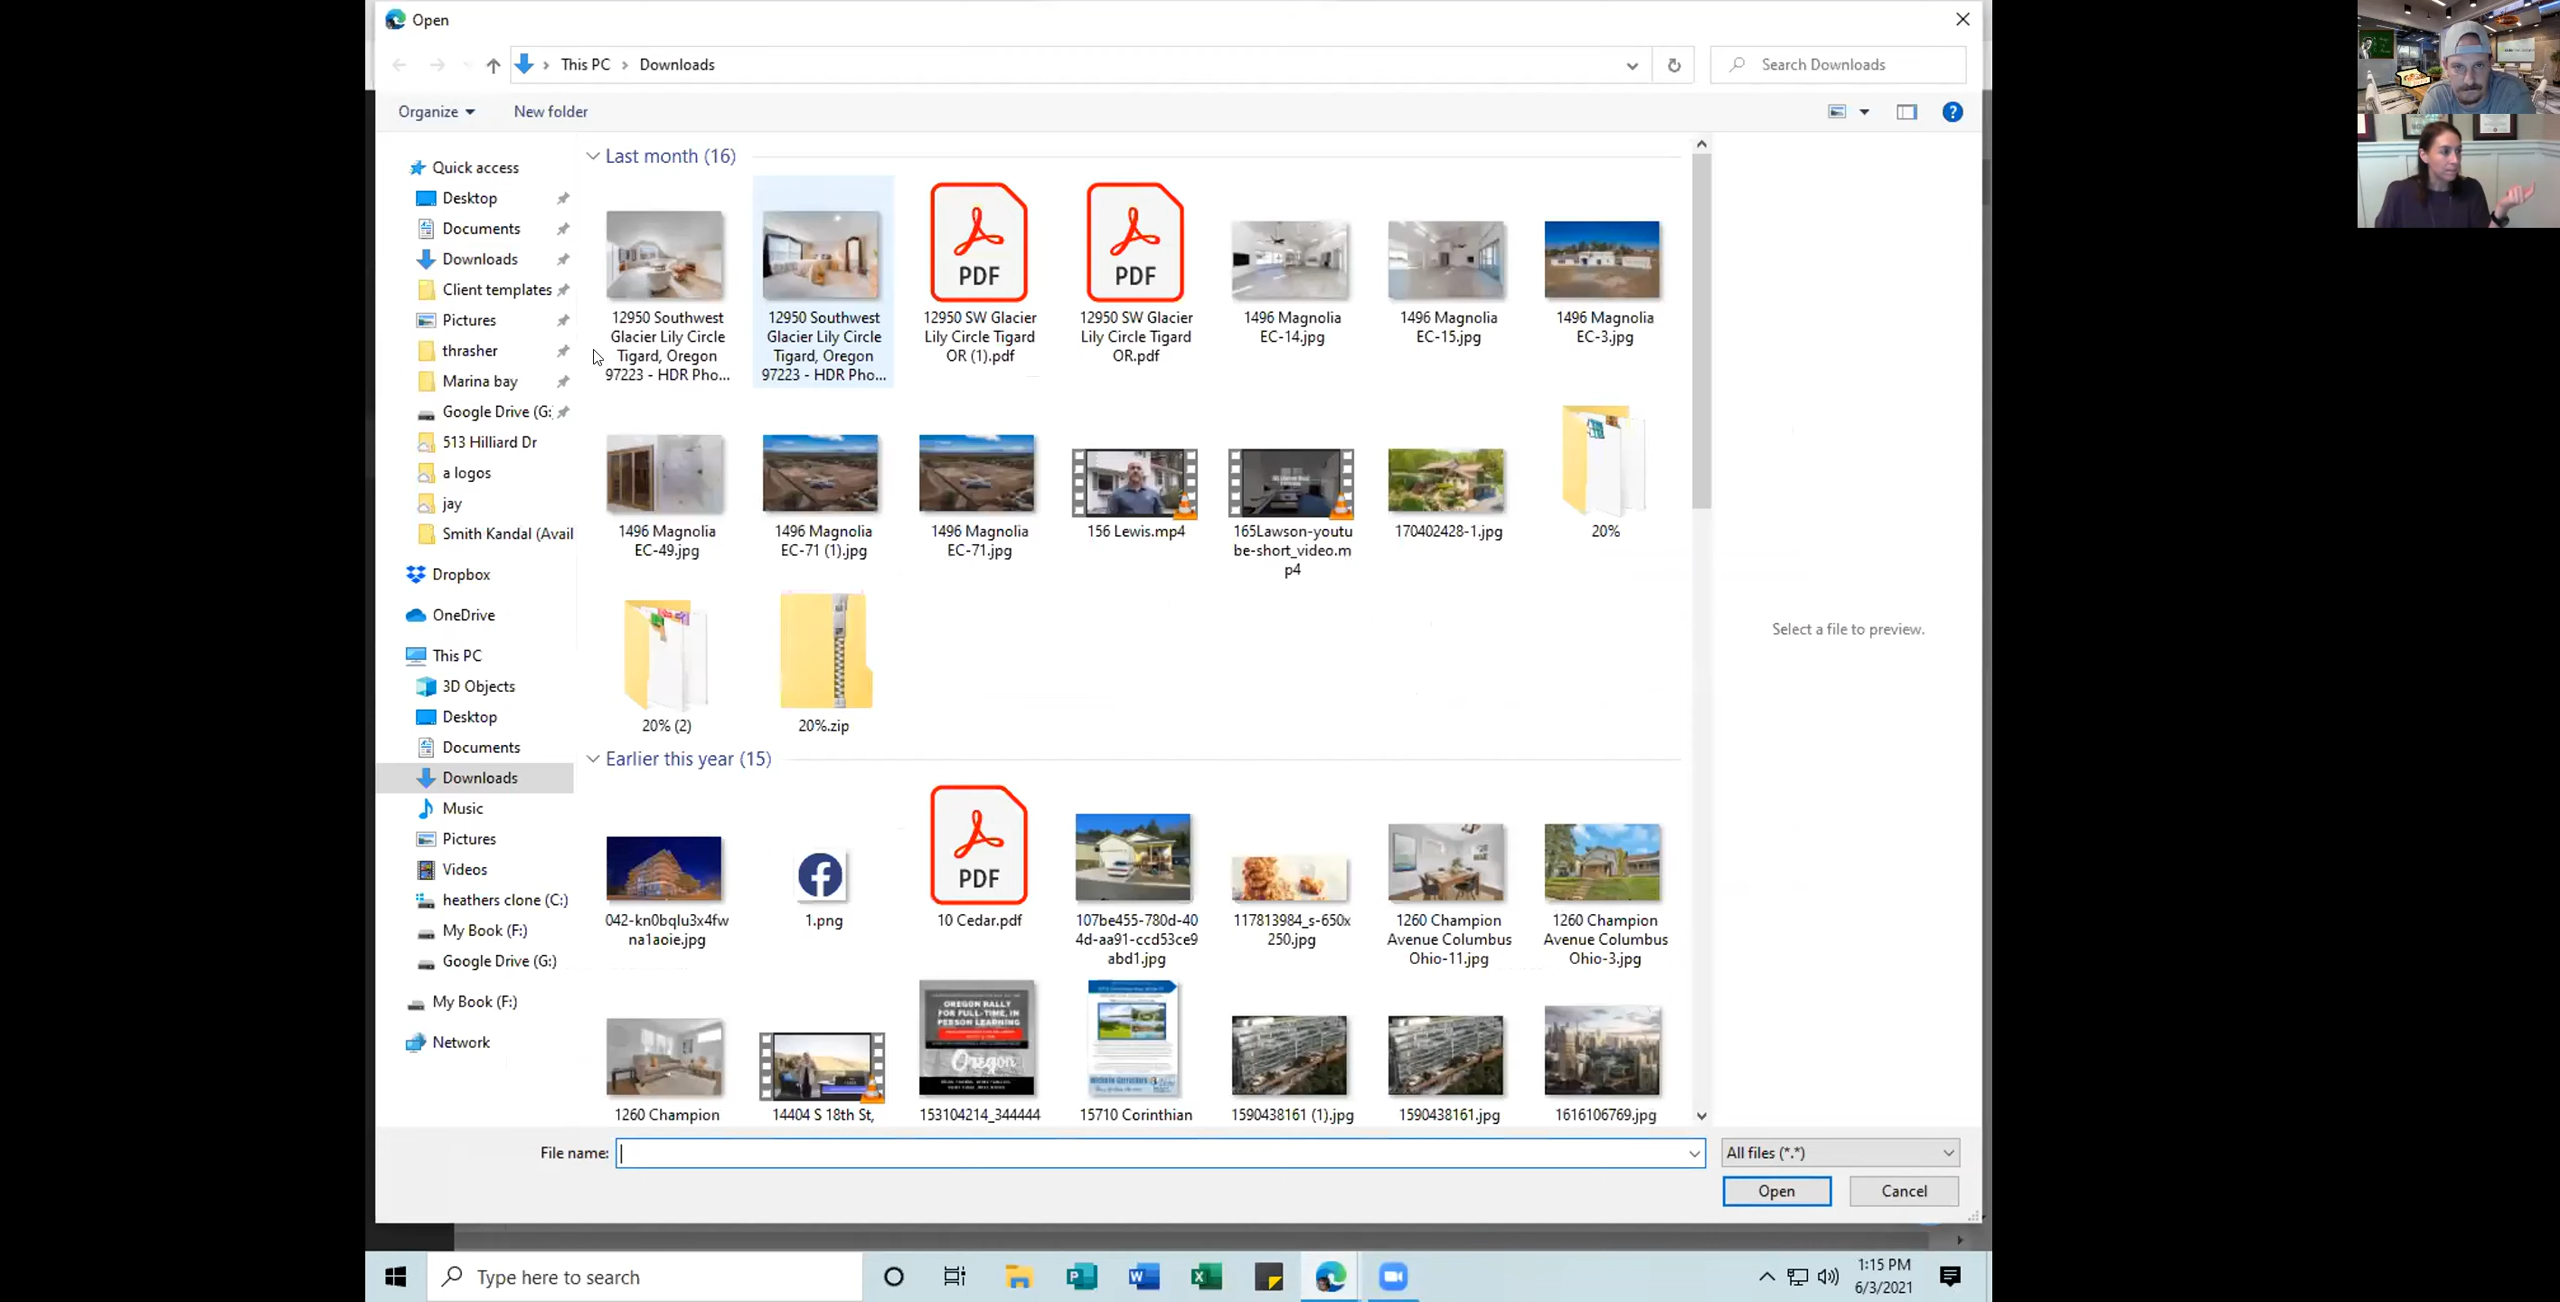 Open
This PC
Downloads
Search Downloads
Organize
New folder
Quick access
Desktop
Documents
Downloads
Client templates
Pictures
thrasher
Marina bay
Google Drive (G:
513 Hilliard Dr
a logos
jay
Smith Kandal (Avail
Dropbox
OneDrive
This PC
3D Objects
Desktop
Documents
Downloads
Music
Pictures
Videos
heathers clone (C:)
My Book (F:)
Google Drive (G:)
My Book (F:)
Network
Last month (16)
12950 Southwest
Glacier Lily Circle
Tigard, Oregon
97223 - HDR Pho...
12950 Southwest
Glacier Lily Circle
Tigard, Oregon
97223 - HDR Pho...
PDF
12950 SW Glacier
Lily Circle Tigard
OR (1).pdf
PDF
12950 SW Glacier
Lily Circle Tigard
OR.pdf
1496 Magnolia
EC-14.jpg
1496 Magnolia
EC-15.jpg
1496 Magnolia
EC-3.jpg
1496 Magnolia
EC-49.jpg
1496 Magnolia
EC-71 (1).jpg
1496 Magnolia
EC-71.jpg
156 Lewis.mp4
165Lawson-youtu
be-short_video.m
p4
170402428-1.jpg
20%
20% (2)
20%.zip
Earlier this year (15)
042-kn0bqlu3x4fw
na1aoie.jpg
1.png
PDF
10 Cedar.pdf
107be455-780d-40
4d-aa91-ccd53ce9
abd1.jpg
117813984_s-650x
250.jpg
1260 Champion
Avenue Columbus
Ohio-11.jpg
1260 Champion
Avenue Columbus
Ohio-3.jpg
1260 Champion
14404 S 18th St,
OREGON RALLY
FOR FULL-TIME, IN
PERSON LEARNING
Oregon
153104214_344444
15710 Corinthian
1590438161 (1).jpg
1590438161.jpg
1616106769.jpg
Select a file to preview.
File name:
All files (*.*)
Open
Cancel
Type here to search
1:15 PM
6/3/2021